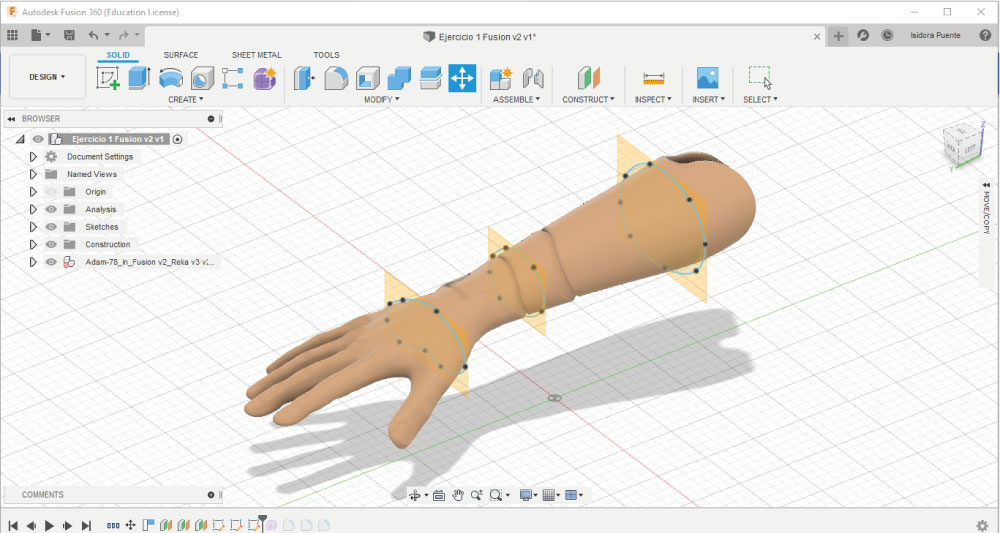 Autodesk Fusion 360 (Education License)
Ejercicio 1 Fusion v2 v1*
Isidora Puente
SOLID SURFACE SHEET METAL TOOLS
DESIGN
CREATE MODIFY ASSEMBLE CONSTRUCT INSPECT INSERT SELECT
BROWSER
Ejercicio 1 Fusion v2 v1
Document Settings
Named Views
Origin
Analysis
Sketches
Construction
Adam-78_in_Fusion v2_Reka v3 v2...
Z
LEFT
Y
MOVE/COPY
COMMENTS